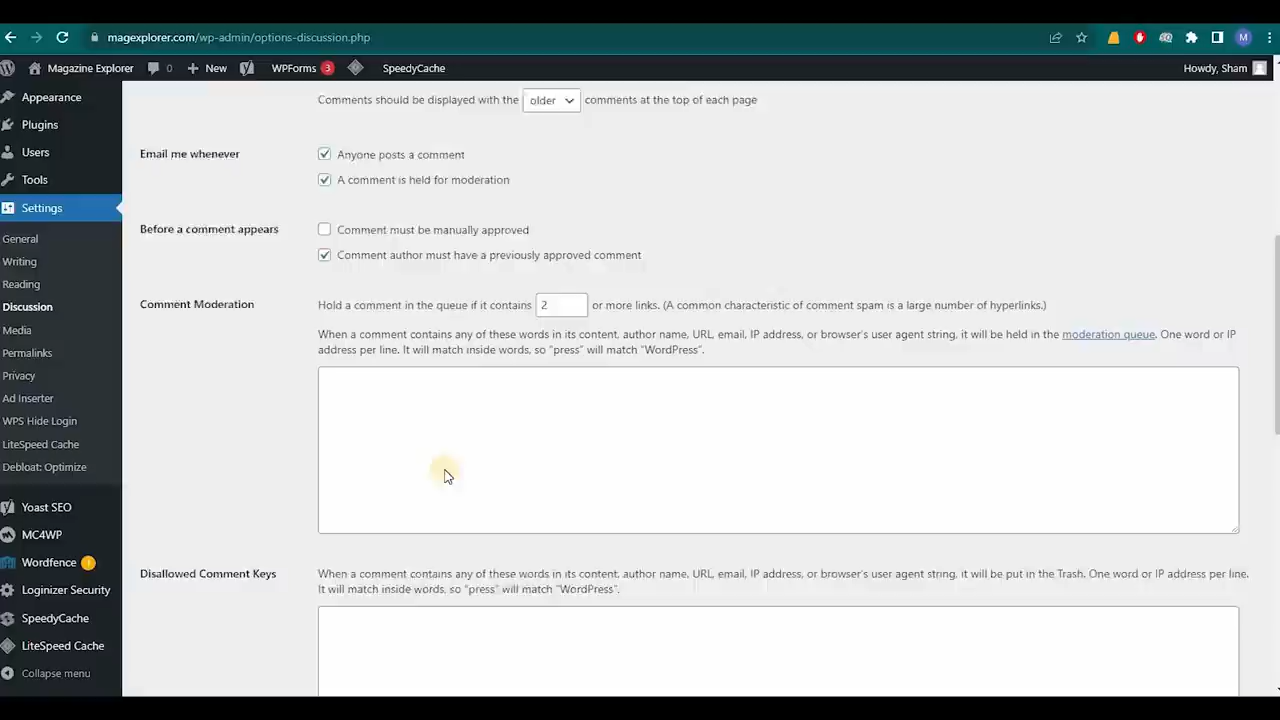 magexplorer.com/wp-admin/options-discussion.php
M
Magazine Explorer 0 New WPForms 3 SpeedyCache Howdy, Sham
Appearance
Plugins
Users
Tools
Settings
General
Writing
Reading
Discussion
Media
Permalinks
Privacy
Ad Inserter
WPS Hide Login
LiteSpeed Cache
Debloat: Optimize
Yoast SEO
MC4WP
Wordfence !
Loginizer Security
SpeedyCache
LiteSpeed Cache
Collapse menu
Comments should be displayed with the older comments at the top of each page
Email me whenever
Anyone posts a comment
A comment is held for moderation
Before a comment appears
Comment must be manually approved
Comment author must have a previously approved comment
Comment Moderation
Hold a comment in the queue if it contains 2 or more links. (A common characteristic of comment spam is a large number of hyperlinks.)
When a comment contains any of these words in its content, author name, URL, email, IP address, or browser's user agent string, it will be held in the moderation queue. One word or IP
address per line. It will match inside words, so "press" will match "WordPress".
Disallowed Comment Keys
When a comment contains any of these words in its content, author name, URL, email, IP address, or browser's user agent string, it will be put in the Trash. One word or IP address per line.
It will match inside words, so "press" will match "WordPress".